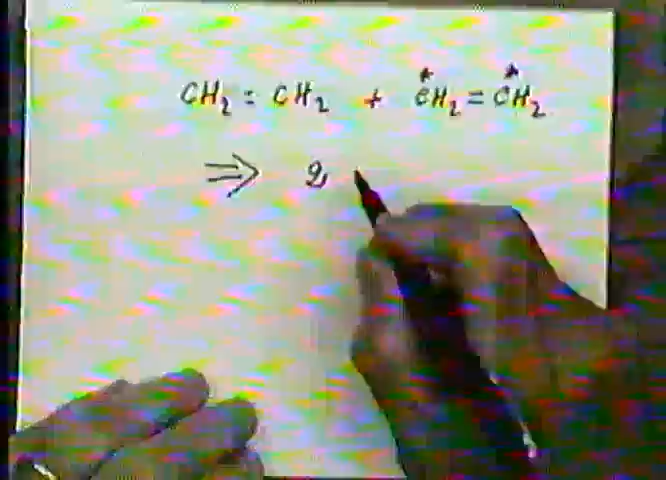 CH₂ = CH₂ + *CH₂ = *CH₂
⇒ 2